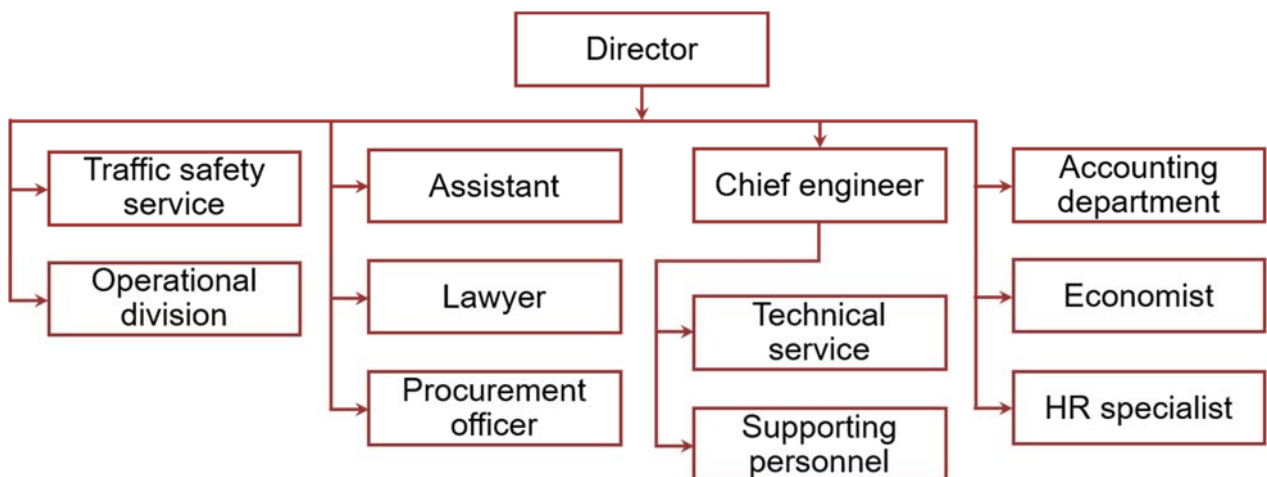 Director
Traffic safety
service
Operational
division
Assistant
Lawyer
Procurement
officer
Chief engineer
Technical
service
Supporting
personnel
Accounting
department
Economist
HR specialist